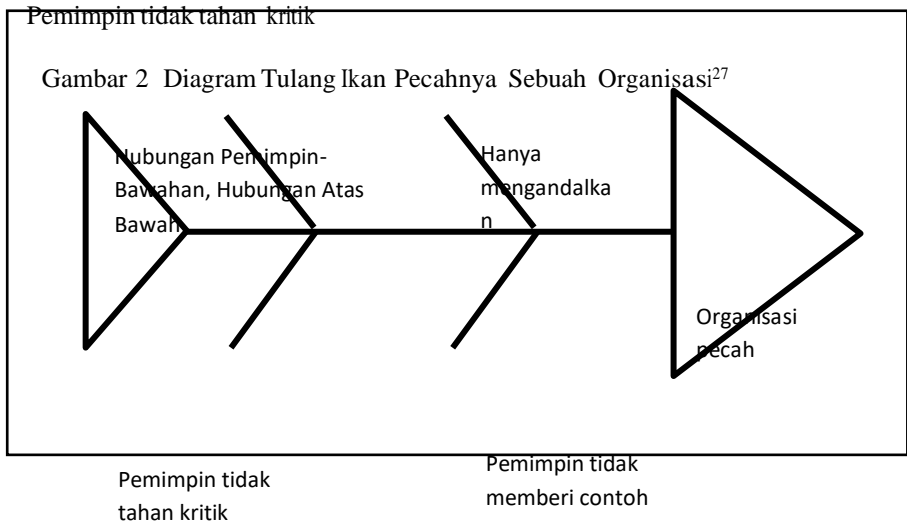 Pemimpin tidak tahan kritik
Gambar 2 Diagram Tulang Ikan Pecahnya Sebuah Organisasi27
Hubungan Pemimpin-
Bawahan, Hubungan Atas
Bawah
Hanya
mengandalka
n
Organisasi
pecah
Pemimpin tidak
tahan kritik
Pemimpin tidak
memberi contoh